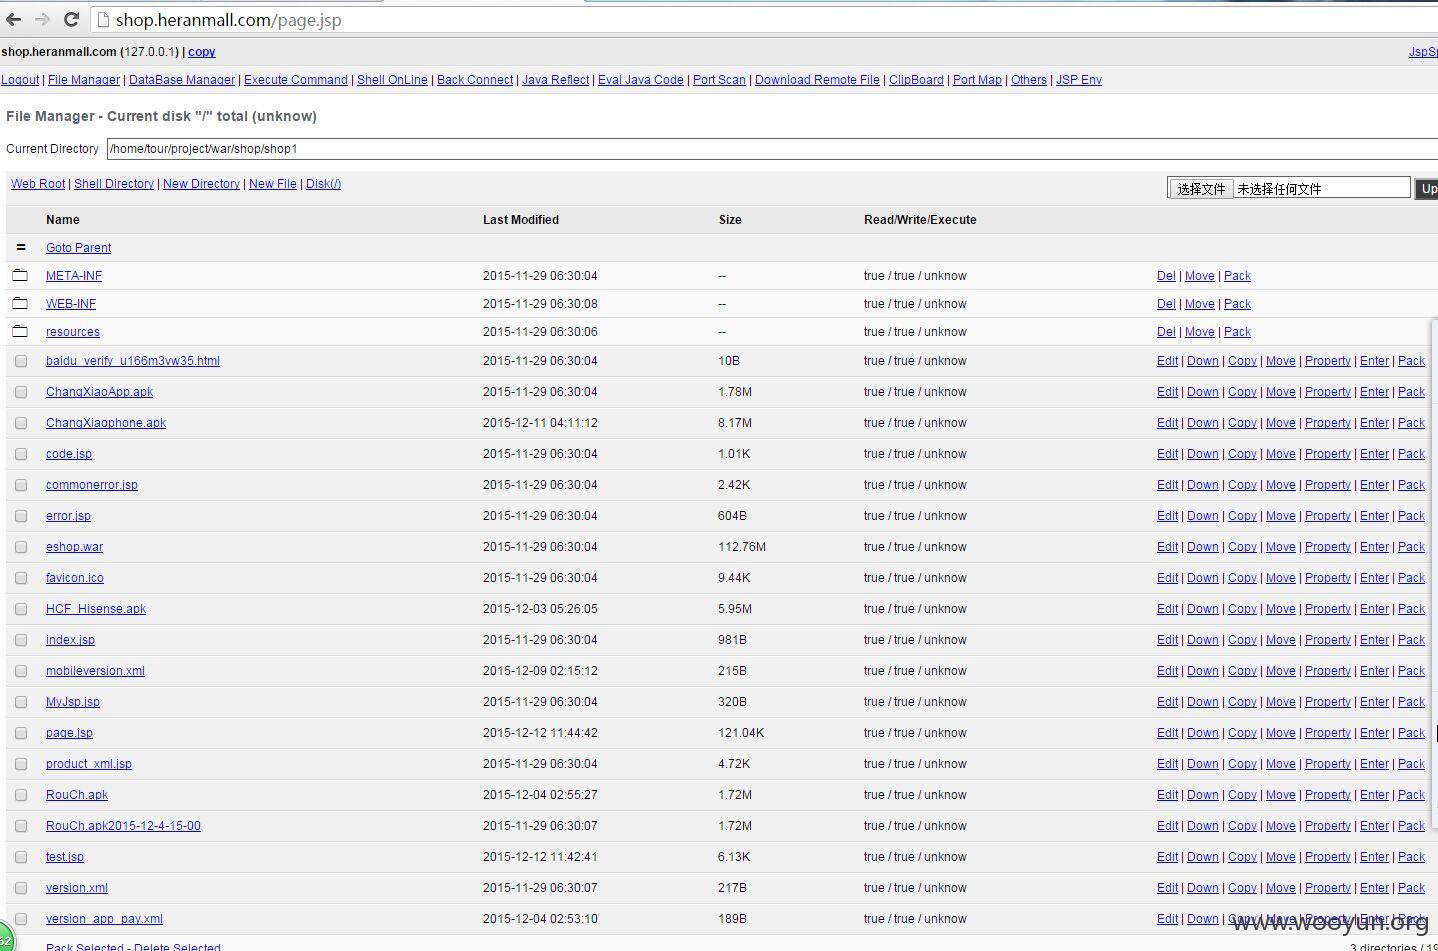 shop.heranmall.com/page.jsp
shop.heranmall.com (127.0.0.1) | copy JspSp
Logout | File Manager | DataBase Manager | Execute Command | Shell OnLine | Back Connect | Java Reflect | Eval Java Code | Port Scan | Download Remote File | ClipBoard | Port Map | Others | JSP Env
File Manager - Current disk "/" total (unknow)
Current Directory /home/tour/project/war/shop/shop1
Web Root | Shell Directory | New Directory | New File | Disk(/) 选择文件 未选择任何文件 Up
Name Last Modified Size Read/Write/Execute
= Goto Parent
META-INF 2015-11-29 06:30:04 -- true / true / unknow Del | Move | Pack
WEB-INF 2015-11-29 06:30:08 -- true / true / unknow Del | Move | Pack
resources 2015-11-29 06:30:06 -- true / true / unknow Del | Move | Pack
baidu_verify_u166m3vw35.html 2015-11-29 06:30:04 10B true / true / unknow Edit | Down | Copy | Move | Property | Enter | Pack
ChangXiaoApp.apk 2015-11-29 06:30:04 1.78M true / true / unknow Edit | Down | Copy | Move | Property | Enter | Pack
ChangXiaophone.apk 2015-12-11 04:11:12 8.17M true / true / unknow Edit | Down | Copy | Move | Property | Enter | Pack
code.jsp 2015-11-29 06:30:04 1.01K true / true / unknow Edit | Down | Copy | Move | Property | Enter | Pack
commonerror.jsp 2015-11-29 06:30:04 2.42K true / true / unknow Edit | Down | Copy | Move | Property | Enter | Pack
error.jsp 2015-11-29 06:30:04 604B true / true / unknow Edit | Down | Copy | Move | Property | Enter | Pack
eshop.war 2015-11-29 06:30:04 112.76M true / true / unknow Edit | Down | Copy | Move | Property | Enter | Pack
favicon.ico 2015-11-29 06:30:04 9.44K true / true / unknow Edit | Down | Copy | Move | Property | Enter | Pack
HCF_Hisense.apk 2015-12-03 05:26:05 5.95M true / true / unknow Edit | Down | Copy | Move | Property | Enter | Pack
index.jsp 2015-11-29 06:30:04 981B true / true / unknow Edit | Down | Copy | Move | Property | Enter | Pack
mobileversion.xml 2015-12-09 02:15:12 215B true / true / unknow Edit | Down | Copy | Move | Property | Enter | Pack
MyJsp.jsp 2015-11-29 06:30:04 320B true / true / unknow Edit | Down | Copy | Move | Property | Enter | Pack
page.jsp 2015-12-12 11:44:42 121.04K true / true / unknow Edit | Down | Copy | Move | Property | Enter | Pack
product_xml.jsp 2015-11-29 06:30:04 4.72K true / true / unknow Edit | Down | Copy | Move | Property | Enter | Pack
RouCh.apk 2015-12-04 02:55:27 1.72M true / true / unknow Edit | Down | Copy | Move | Property | Enter | Pack
RouCh.apk2015-12-4-15-00 2015-11-29 06:30:07 1.72M true / true / unknow Edit | Down | Copy | Move | Property | Enter | Pack
test.jsp 2015-12-12 11:42:41 6.13K true / true / unknow Edit | Down | Copy | Move | Property | Enter | Pack
version.xml 2015-11-29 06:30:07 217B true / true / unknow Edit | Down | Copy | Move | Property | Enter | Pack
version_app_pay.xml 2015-12-04 02:53:10 189B true / true / unknow Edit | Down | Copy | Move | Property | Enter | Pack
www.wooyun.org
62
Pack Selected - Delete Selected 3 directories / 19